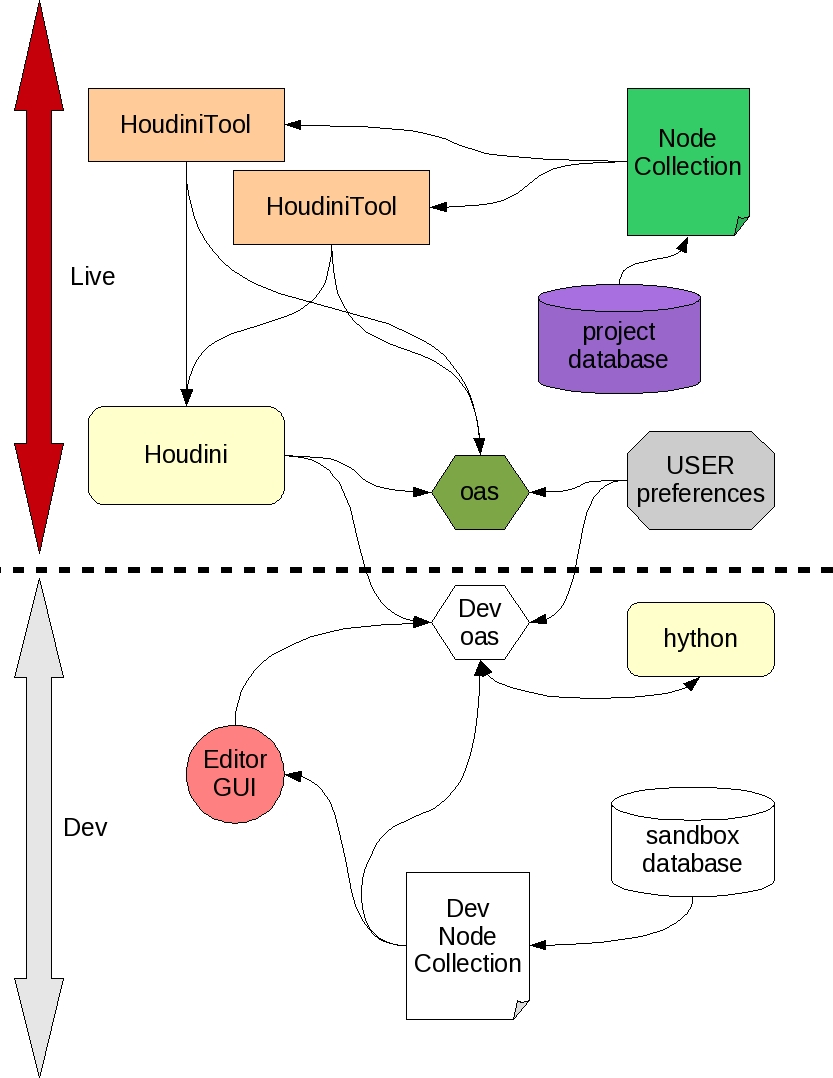 HoudiniTool
Node
Collection
HoudiniTool
Live
project
database
Houdini
oas
USER
preferences
Dev
oas
hython
Editor
GUI
Dev
sandbox
database
Dev
Node
Collection